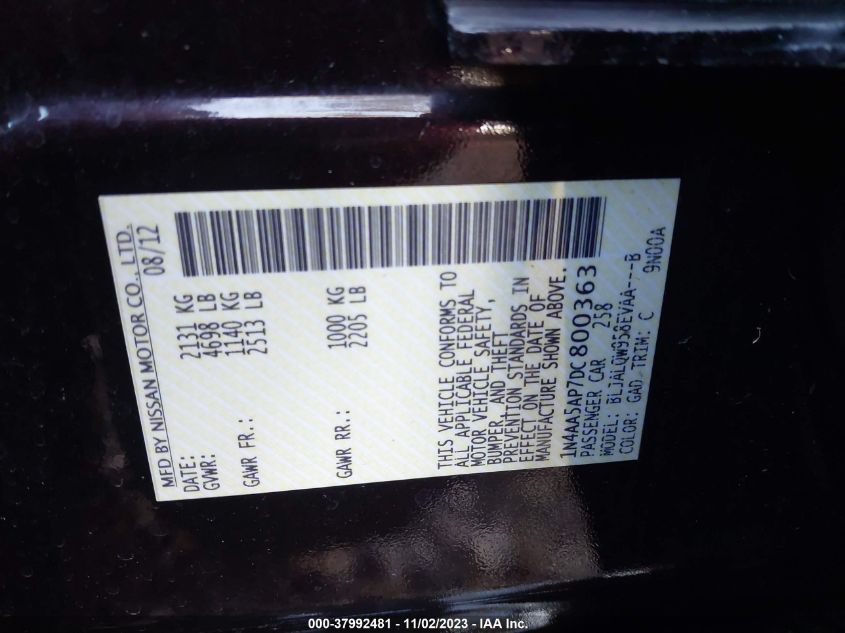 MFD BY NISSAN MOTOR CO., LTD.
DATE: 08/12
GVWR: 2131 KG
4698 LB
GAWR FR.: 1140 KG
2513 LB
GAWR RR.: 1000 KG
2205 LB
THIS VEHICLE CONFORMS TO
ALL APPLICABLE FEDERAL
MOTOR VEHICLE SAFETY,
BUMPER, AND THEFT
PREVENTION STANDARDS IN
EFFECT ON THE DATE OF
MANUFACTURE SHOWN ABOVE.
1N4AA5AP7DC800363
PASSENGER CAR 258
MODEL: BLJALQW958EVAA---B
COLOR: GAD TRIM: C 9N00A
000-37992481 - 11/02/2023 - IAA Inc.